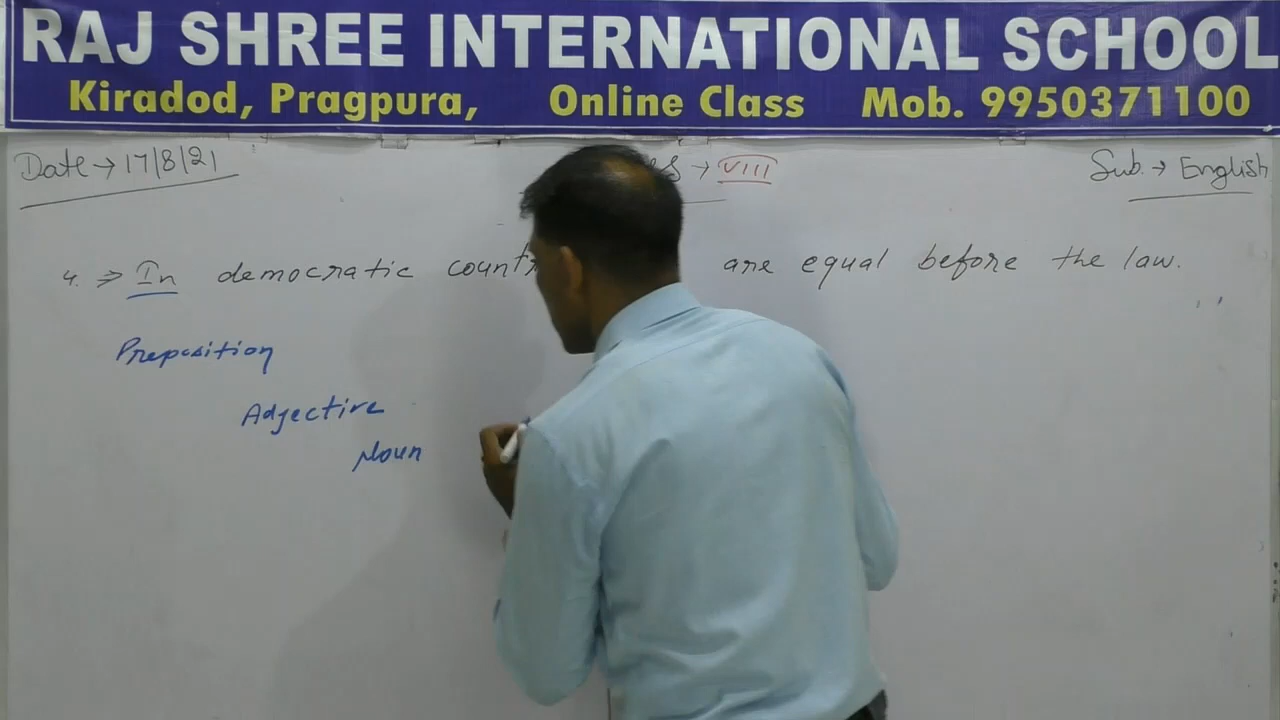 RAJ SHREE INTERNATIONAL SCHOOL
Kiradod, Pragpura, Online Class Mob. 9950371100
Date → 17/8/21 → VIII Sub. → English
4. ⇒ In democratic are equal before the law.
Preposition
Adjective
Noun